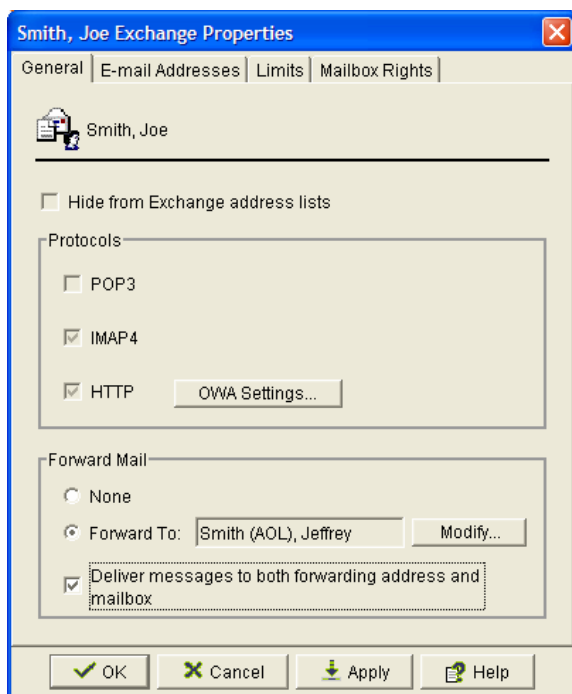 Smith, Joe Exchange Properties
General E-mail Addresses Limits Mailbox Rights
Smith, Joe
Hide from Exchange address lists
Protocols
POP3
IMAP4
HTTP OWA Settings...
Forward Mail
None
Forward To: Smith (AOL), Jeffrey Modify...
Deliver messages to both forwarding address and
mailbox
OK Cancel Apply Help